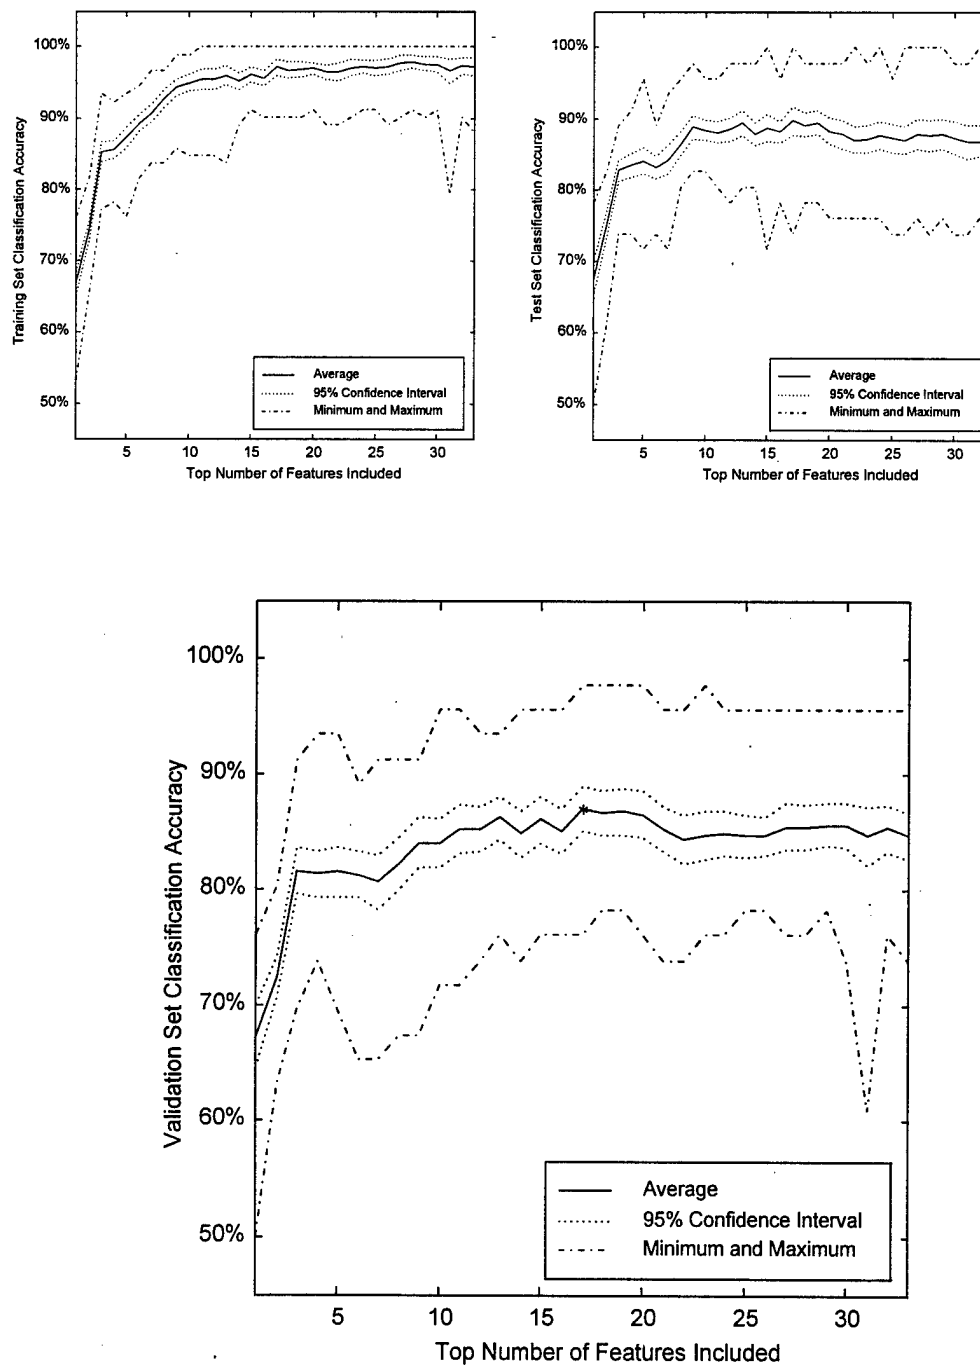 100%
90%
80%
70%
60%
50%
Training Set Classification Accuracy
Average
95% Confidence Interval
Minimum and Maximum
5 10 15 20 25 30
Top Number of Features Included
100%
90%
80%
70%
60%
50%
Test Set Classification Accuracy
Average
95% Confidence Interval
Minimum and Maximum
5 10 15 20 25 30
Top Number of Features Included
100%
90%
80%
70%
60%
50%
Validation Set Classification Accuracy
Average
95% Confidence Interval
Minimum and Maximum
5 10 15 20 25 30
Top Number of Features Included